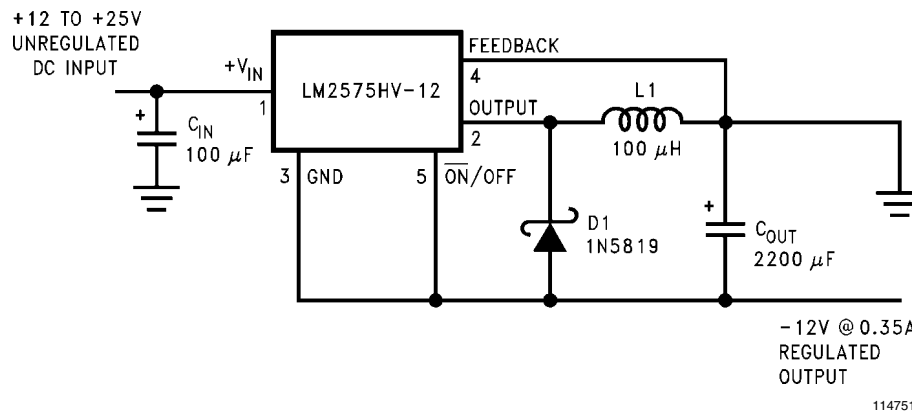 +12 TO +25V
UNREGULATED
DC INPUT
+VIN
1
CIN
100 μF
LM2575HV-12
FEEDBACK
4
OUTPUT
2
3 GND
5 ON/OFF
L1
100 μH
D1
1N5819
COUT
2200 μF
-12V @ 0.35A
REGULATED
OUTPUT
114751